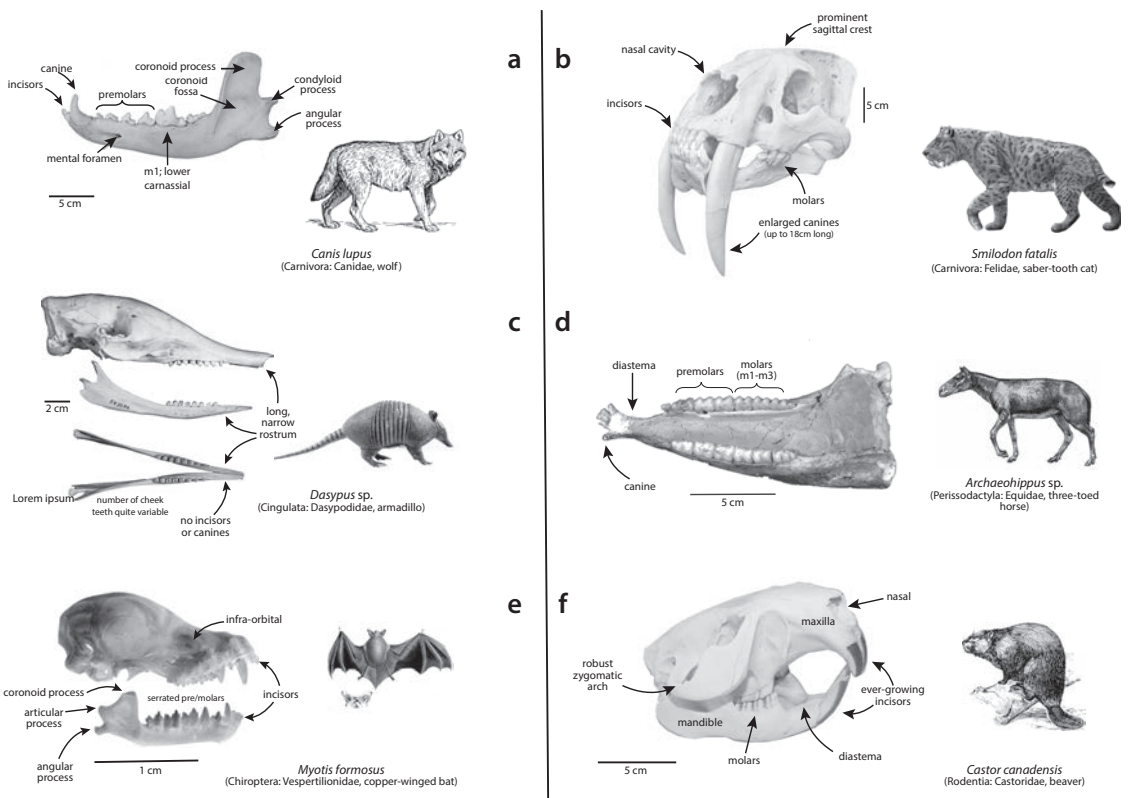 a
canine
incisors
premolars
coronoid process
coronoid
fossa
condyloid
process
angular
process
mental foramen
m1; lower
carnassial
5 cm
Canis lupus
(Carnivora: Canidae, wolf)
b
prominent
sagittal crest
nasal cavity
incisors
5 cm
molars
enlarged canines
(up to 18cm long)
Smilodon fatalis
(Carnivora: Felidae, saber-tooth cat)
c
2 cm
long,
narrow
rostrum
Lorem ipsum
number of cheek
teeth quite variable
no incisors
or canines
Dasypus sp.
(Cingulata: Dasypodidae, armadillo)
d
diastema
premolars
molars
(m1-m3)
canine
5 cm
Archaeohippus sp.
(Perissodactyla: Equidae, three-toed
horse)
e
infra-orbital
incisors
coronoid process
serrated pre/molars
articular
process
angular
process
1 cm
Myotis formosus
(Chiroptera: Vespertilionidae, copper-winged bat)
f
nasal
maxilla
robust
zygomatic
arch
ever-growing
incisors
mandible
molars
diastema
5 cm
Castor canadensis
(Rodentia: Castoridae, beaver)